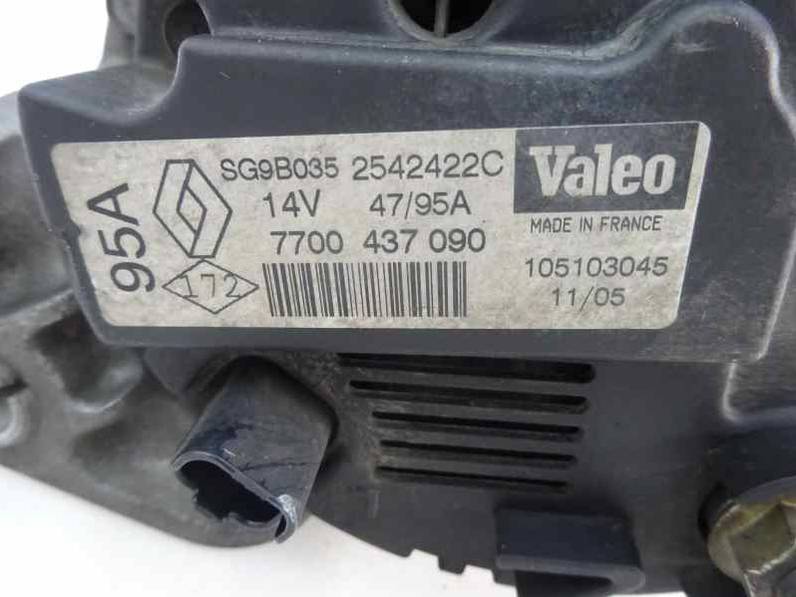 95A
SG9B035 2542422C
14V 47/95A
7700 437 090
172
Valeo
MADE IN FRANCE
105103045
11/05